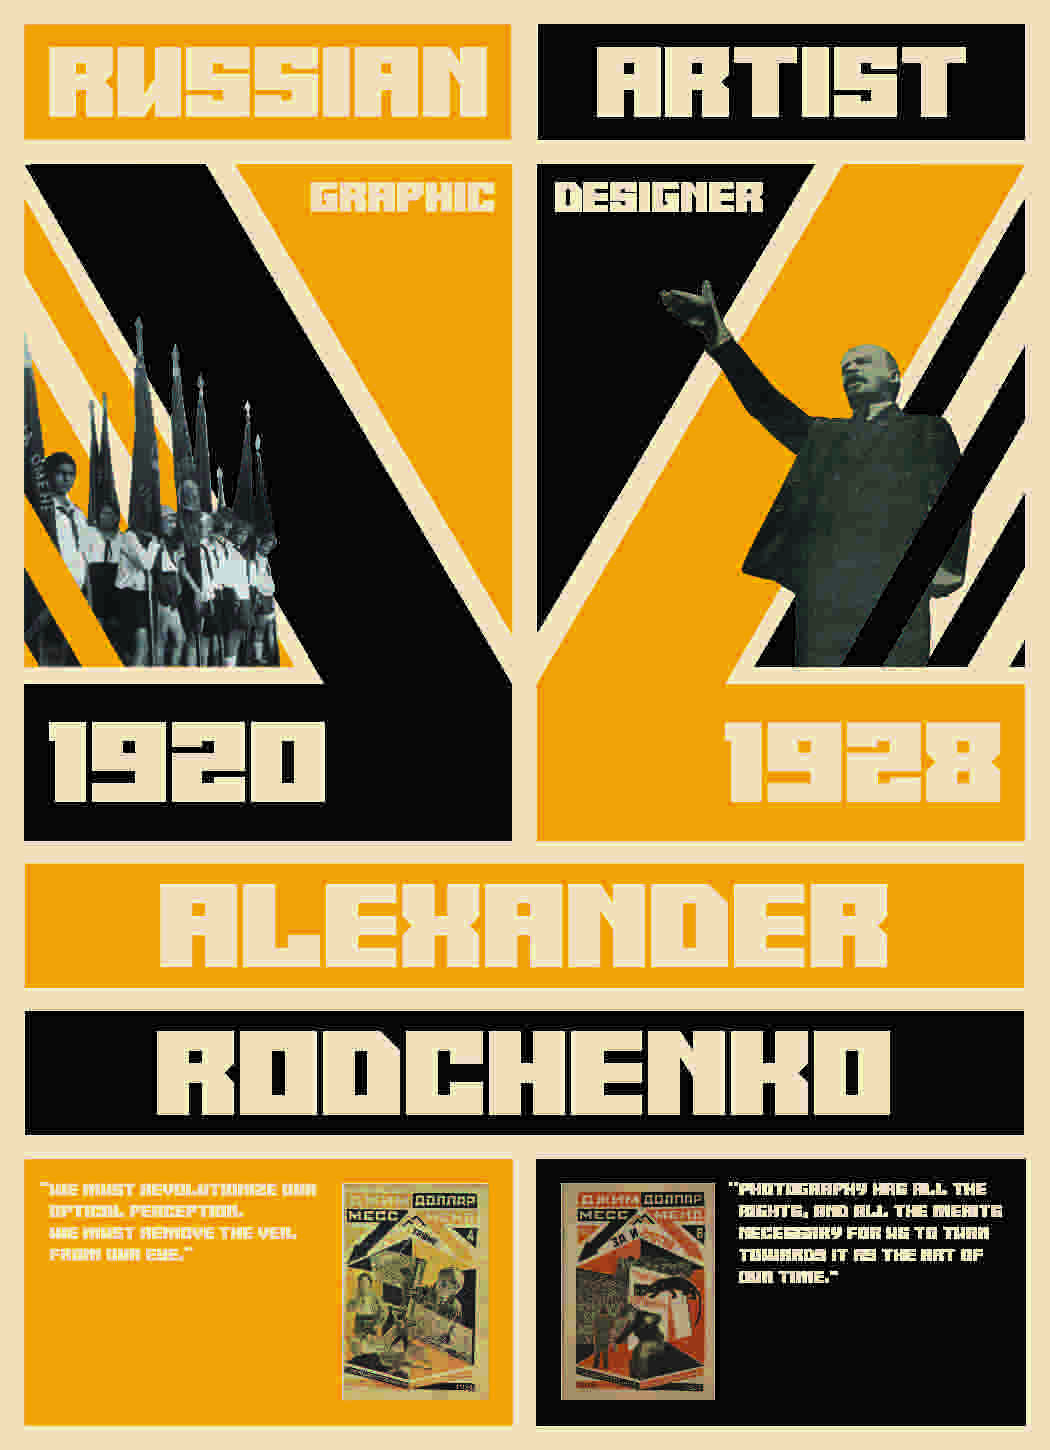 RUSSIAN
ARTIST
GRAPHIC
DESIGNER
1920
1928
ALEXANDER
RODCHENKO
"WE MUST REVOLUTIONIZE OUR
OPTICAL PERCEPTION.
WE MUST REMOVE THE VEIL
FROM OUR EYE."
ДЖИМ ДОЛЛАР
МЕСС МЕНД
4
ДЖИМ ДОЛЛАР
МЕСС МЕНД
8
"PHOTOGRAPHY HAS ALL THE
RIGHTS, AND ALL THE MERITS
NECESSARY FOR US TO TURN
TOWARDS IT AS THE ART OF
OUR TIME."